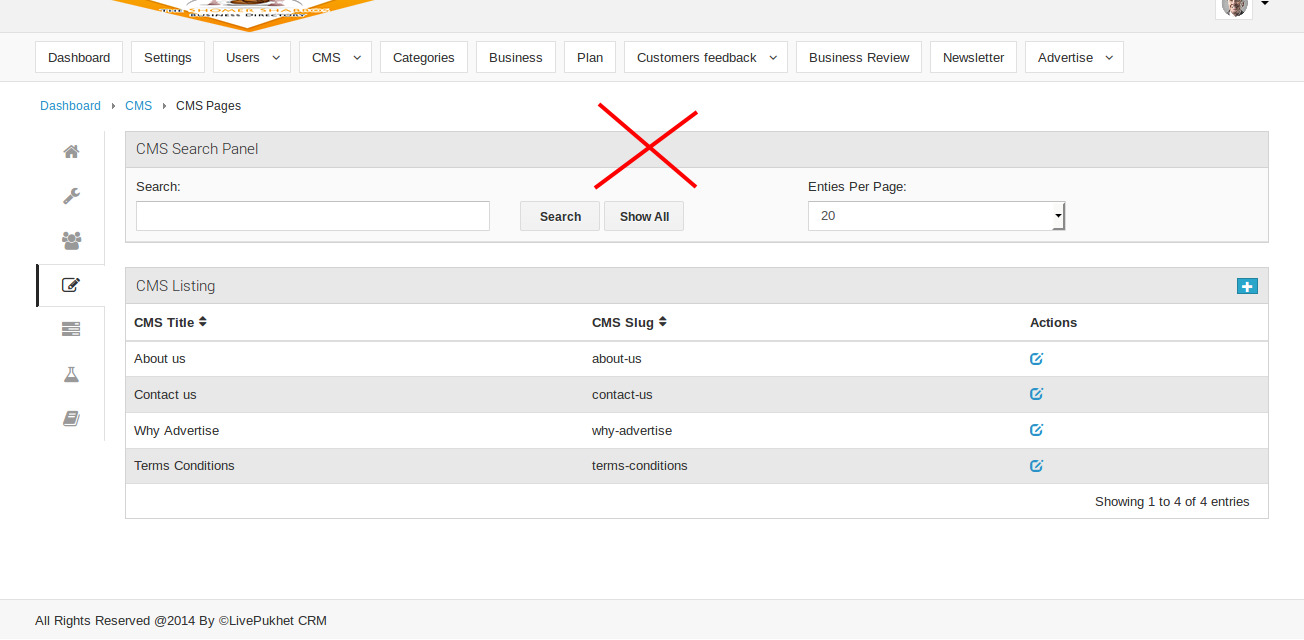 THE SHOMER SHABBOS
BUSINESS DIRECTORY
Dashboard Settings Users CMS Categories Business Plan Customers feedback Business Review Newsletter Advertise
Dashboard CMS CMS Pages
CMS Search Panel
Search: Enties Per Page:
Search Show All 20
CMS Listing
CMS Title CMS Slug Actions
About us about-us
Contact us contact-us
Why Advertise why-advertise
Terms Conditions terms-conditions
Showing 1 to 4 of 4 entries
All Rights Reserved @2014 By ©LivePukhet CRM